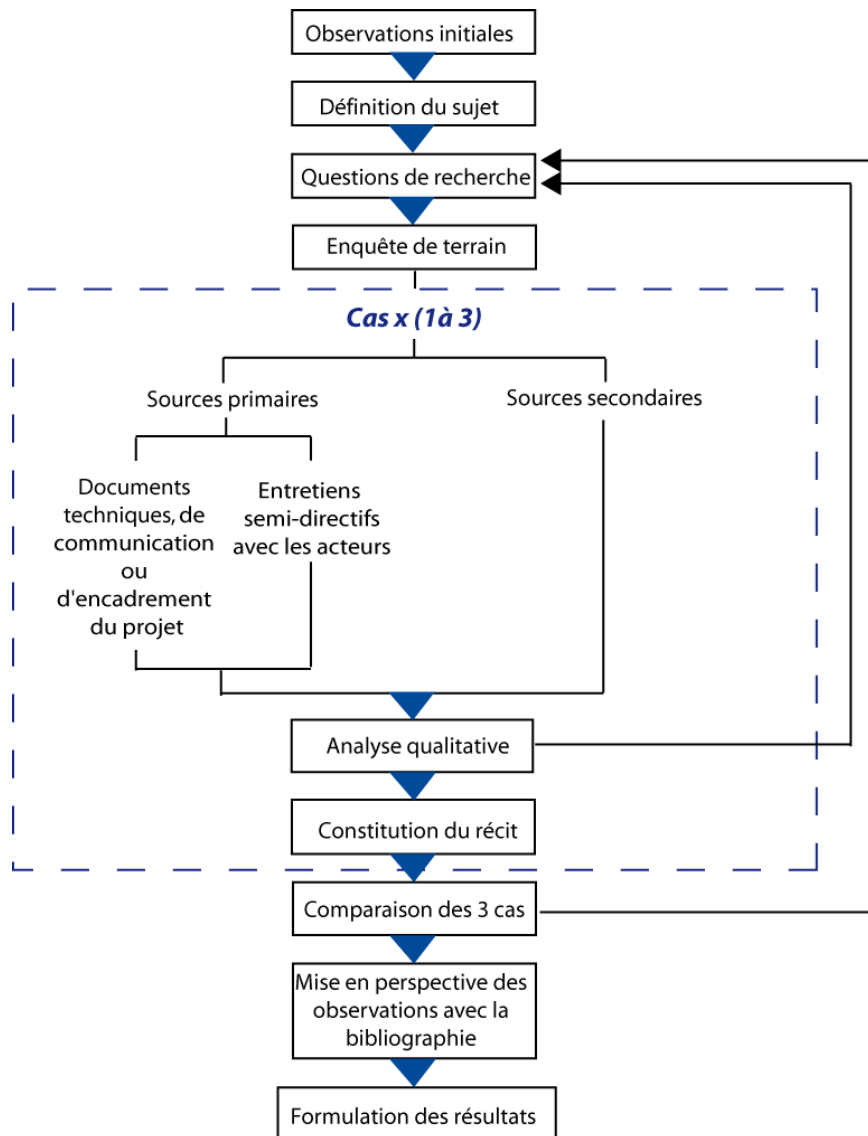 Observations initiales
Définition du sujet
Questions de recherche
Enquête de terrain
Cas x (1à 3)
Sources primaires
Sources secondaires
Documents
techniques, de
communication
ou
d'encadrement
du projet
Entretiens
semi-directifs
avec les acteurs
Analyse qualitative
Constitution du récit
Comparaison des 3 cas
Mise en perspective des
observations avec la
bibliographie
Formulation des résultats